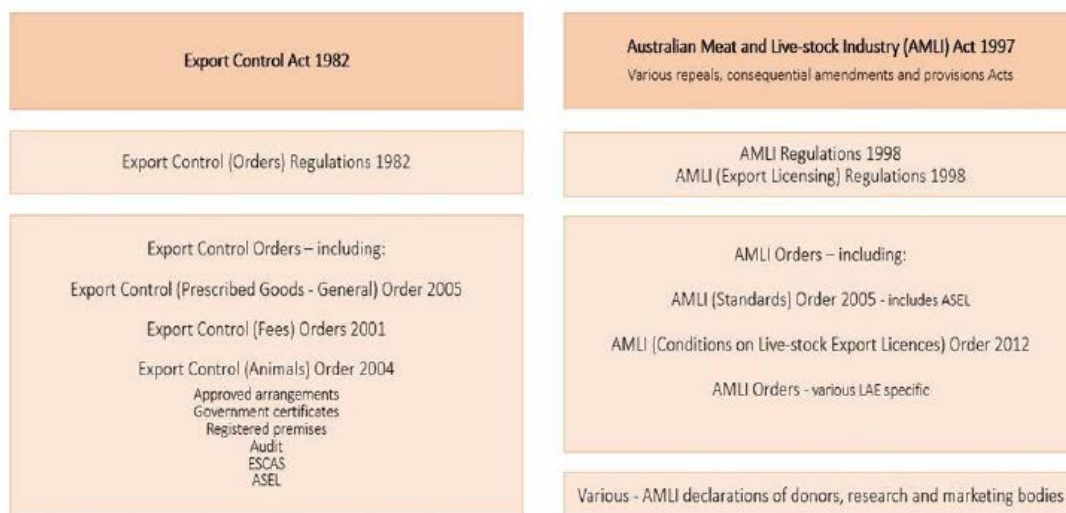 Export Control Act 1982
Export Control (Orders) Regulations 1982
Export Control Orders – including:
Export Control (Prescribed Goods - General) Order 2005
Export Control (Fees) Orders 2001
Export Control (Animals) Order 2004
Approved arrangements
Government certificates
Registered premises
Audit
ESCAS
ASEL
Australian Meat and Live-stock Industry (AMLI) Act 1997
Various repeals, consequential amendments and provisions Acts
AMLI Regulations 1998
AMLI (Export Licensing) Regulations 1998
AMLI Orders – including:
AMLI (Standards) Order 2005 - includes ASEL
AMLI (Conditions on Live-stock Export Licences) Order 2012
AMLI Orders - various LAE specific
Various - AMLI declarations of donors, research and marketing bodies